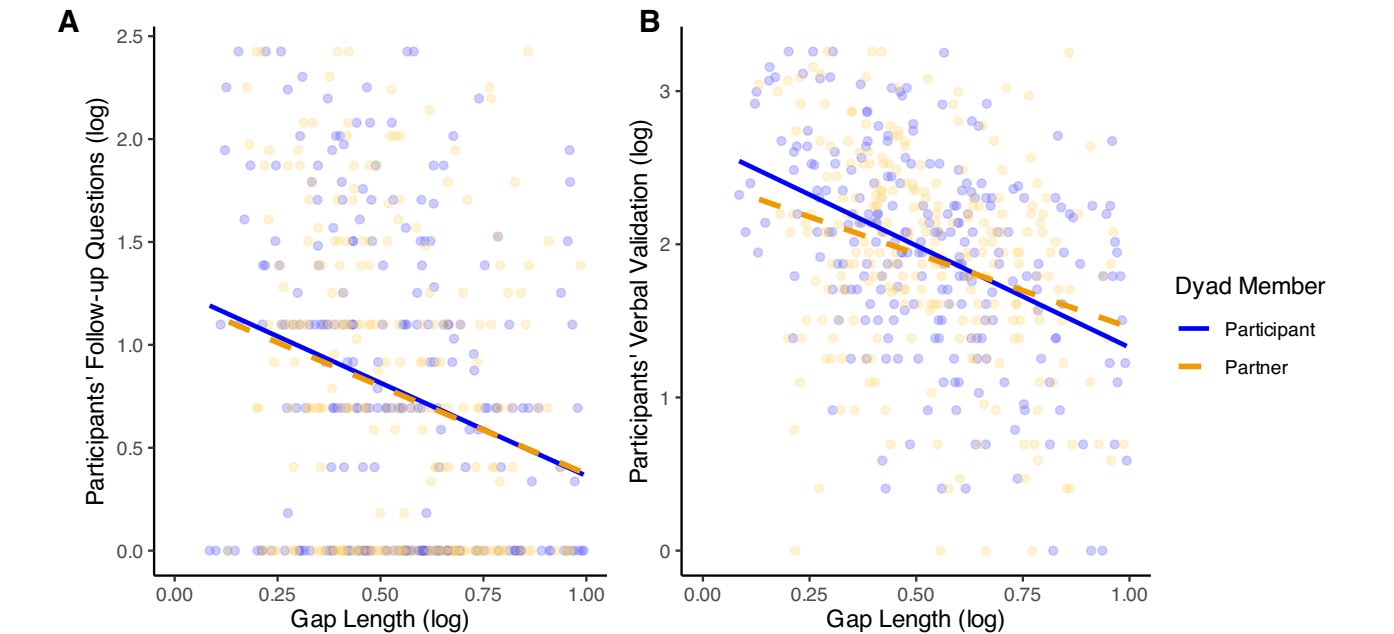 A
B
Participants' Follow-up Questions (log)
2.5
2.0
1.5
1.0
0.5
0.0
0.00 0.25 0.50 0.75 1.00
Gap Length (log)
Participants' Verbal Validation (log)
3
2
1
0
0.00 0.25 0.50 0.75 1.00
Gap Length (log)
Dyad Member
Participant
Partner